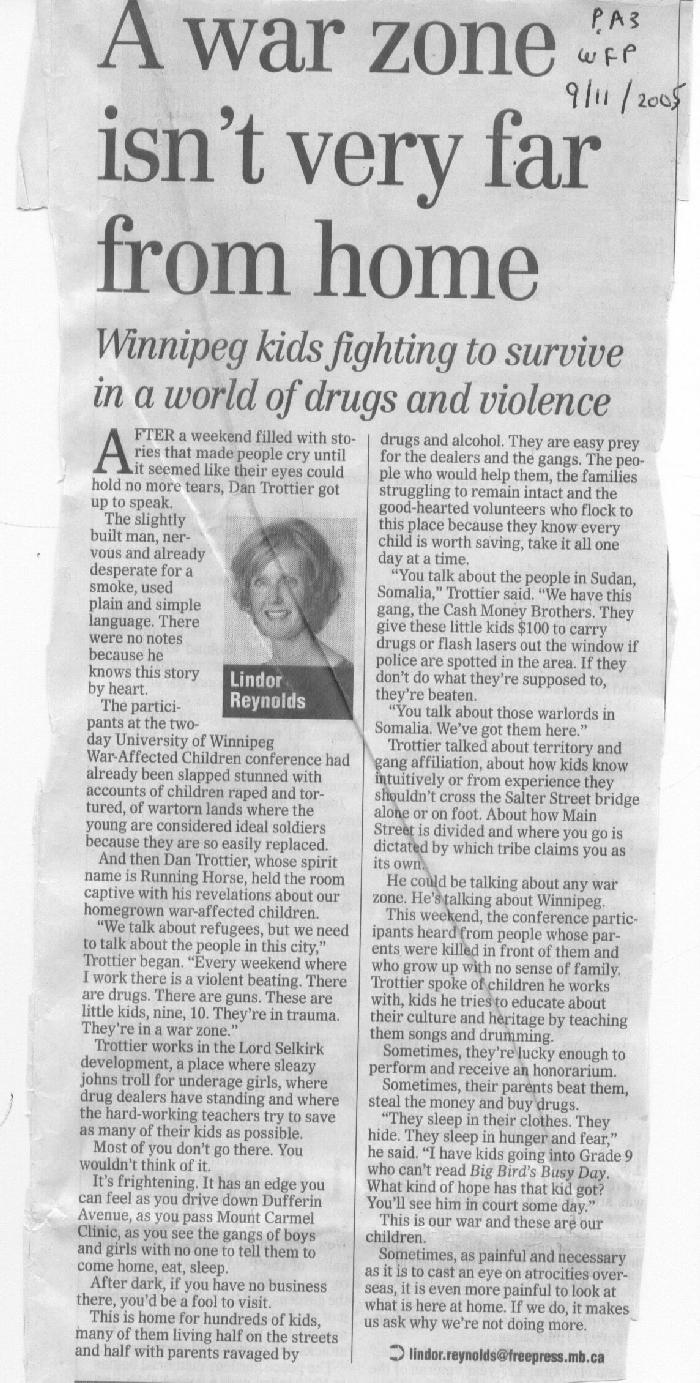 A war zone
isn't very far
from home
P.A3
WFP
9/11/2005
Winnipeg kids fighting to survive
in a world of drugs and violence
AFTER a weekend filled with sto-
ries that made people cry until
it seemed like their eyes could
hold no more tears, Dan Trottier got
up to speak.
The slightly
built man, ner-
vous and already
desperate for a
smoke, used
plain and simple
language. There
were no notes
because he
knows this story
by heart.
The partici-
pants at the two-
day University of Winnipeg
War-Affected Children conference had
already been slapped stunned with
accounts of children raped and tor-
tured, of wartorn lands where the
young are considered ideal soldiers
because they are so easily replaced.
And then Dan Trottier, whose spirit
name is Running Horse, held the room
captive with his revelations about our
homegrown war-affected children.
"We talk about refugees, but we need
to talk about the people in this city,"
Trottier began. "Every weekend where
I work there is a violent beating. There
are drugs. There are guns. These are
little kids, nine, 10. They're in trauma.
They're in a war zone."
Trottier works in the Lord Selkirk
development, a place where sleazy
johns troll for underage girls, where
drug dealers have standing and where
the hard-working teachers try to save
as many of their kids as possible.
Most of you don't go there. You
wouldn't think of it.
It's frightening. It has an edge you
can feel as you drive down Dufferin
Avenue, as you pass Mount Carmel
Clinic, as you see the gangs of boys
and girls with no one to tell them to
come home, eat, sleep.
After dark, if you have no business
there, you'd be a fool to visit.
This is home for hundreds of kids,
many of them living half on the streets
and half with parents ravaged by
Lindor
Reynolds
drugs and alcohol. They are easy prey
for the dealers and the gangs. The peo-
ple who would help them, the families
struggling to remain intact and the
good-hearted volunteers who flock to
this place because they know every
child is worth saving, take it all one
day at a time.
"You talk about the people in Sudan,
Somalia," Trottier said. "We have this
gang, the Cash Money Brothers. They
give these little kids $100 to carry
drugs or flash lasers out the window if
police are spotted in the area. If they
don't do what they're supposed to,
they're beaten.
"You talk about those warlords in
Somalia. We've got them here."
Trottier talked about territory and
gang affiliation, about how kids know
intuitively or from experience they
shouldn't cross the Salter Street bridge
alone or on foot. About how Main
Street is divided and where you go is
dictated by which tribe claims you as
its own.
He could be talking about any war
zone. He's talking about Winnipeg.
This weekend, the conference partic-
ipants heard from people whose par-
ents were killed in front of them and
who grow up with no sense of family.
Trottier spoke of children he works
with, kids he tries to educate about
their culture and heritage by teaching
them songs and drumming.
Sometimes, they're lucky enough to
perform and receive an honorarium.
Sometimes, their parents beat them,
steal the money and buy drugs.
"They sleep in their clothes. They
hide. They sleep in hunger and fear,"
he said. "I have kids going into Grade 9
who can't read Big Bird's Busy Day.
What kind of hope has that kid got?
You'll see him in court some day."
This is our war and these are our
children.
Sometimes, as painful and necessary
as it is to cast an eye on atrocities over-
seas, it is even more painful to look at
what is here at home. If we do, it makes
us ask why we're not doing more.
lindor.reynolds@freepress.mb.ca